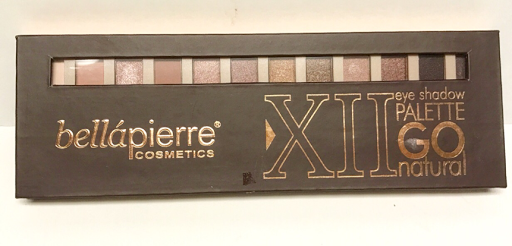 bellápierre®
COSMETICS
XII
eye shadow
PALETTE
GO
natural